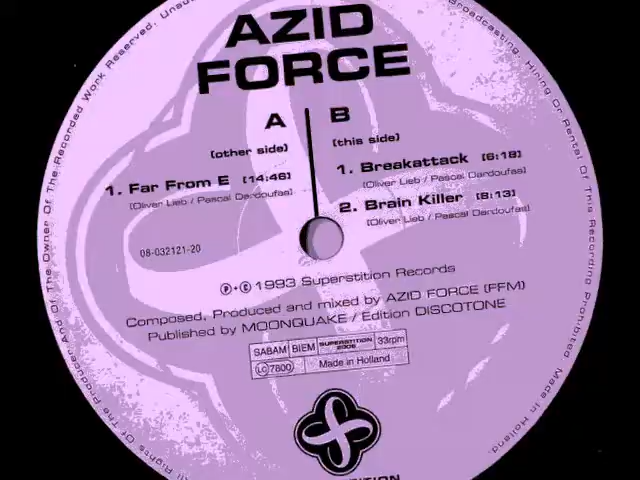 AZID
FORCE
A
(other side)
1. Far From E [14:46]
[Oliver Lieb / Pascal Dardoufas]
08-032121-20
B
(this side)
1. Breakattack [6:18]
[Oliver Lieb / Pascal Dardoufas]
2. Brain Killer [8:13]
[Oliver Lieb / Pascal Dardoufas]
℗+© 1993 Superstition Records
Composed, Produced and mixed by AZID FORCE (PFM)
Published by MOONQUAKE / Edition DISCOTONE
SABAM BIEM SUPERSTITION 2006 33rpm
LC 7800 Made in Holland
All Rights Of The Producer And Of The Owner Of The Recorded Work Reserved.
Broadcasting. Hiring Or Rental Of This Recording Prohibited. Made in Holland.